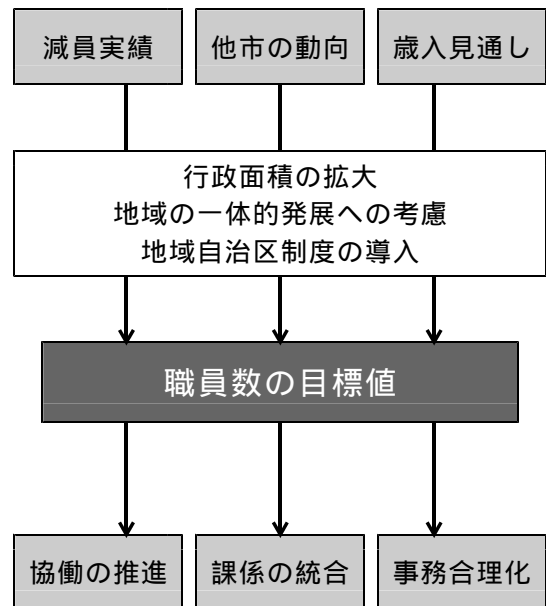 減員実績
他市の動向
歳入見通し
行政面積の拡大
地域の一体的発展への考慮
地域自治区制度の導入
職員数の目標値
協働の推進
課係の統合
事務合理化